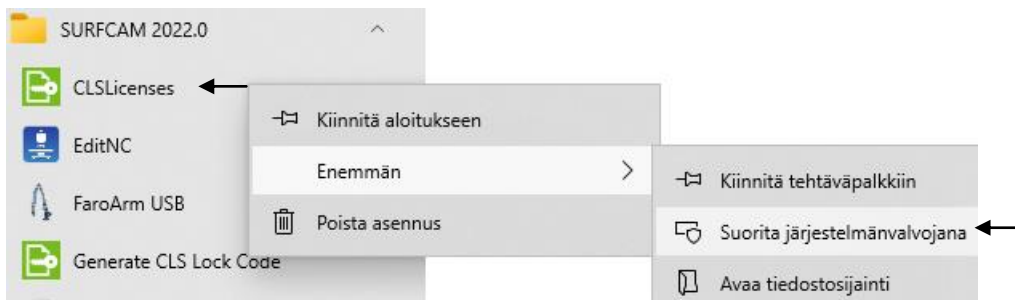 SURFCAM 2022.0
CLSLicenses
EditNC
FaroArm USB
Generate CLS Lock Code
Kiinnitä aloitukseen
Enemmän
Poista asennus
Kiinnitä tehtäväpalkkiin
Suorita järjestelmänvalvojana
Avaa tiedostosijainti